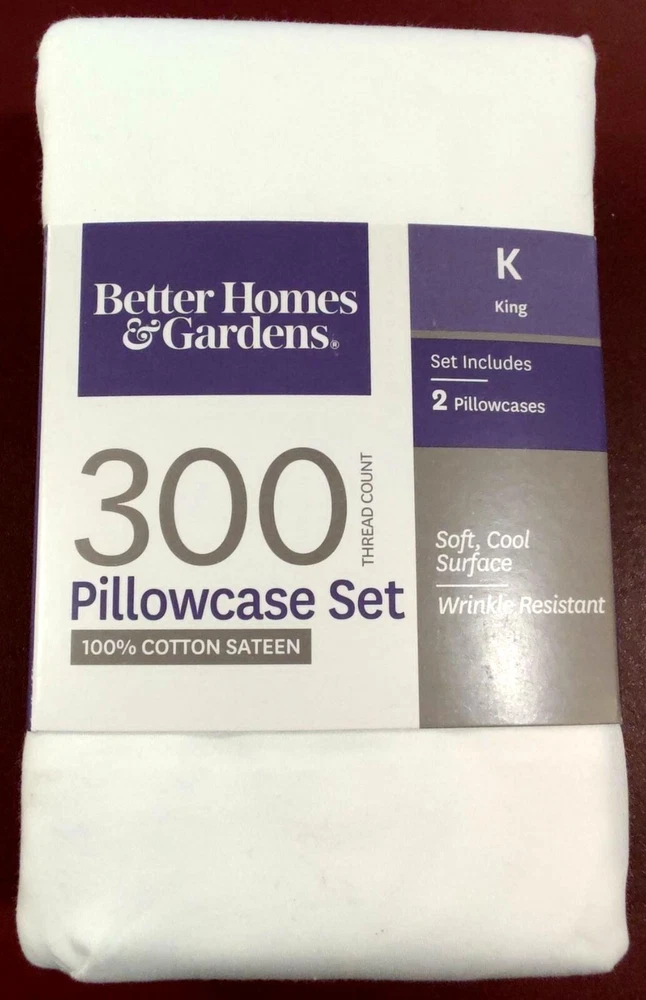 Better Homes
& Gardens®
K
King
Set Includes
2 Pillowcases
300
THREAD COUNT
Pillowcase Set
100% COTTON SATEEN
Soft, Cool
Surface
Wrinkle Resistant